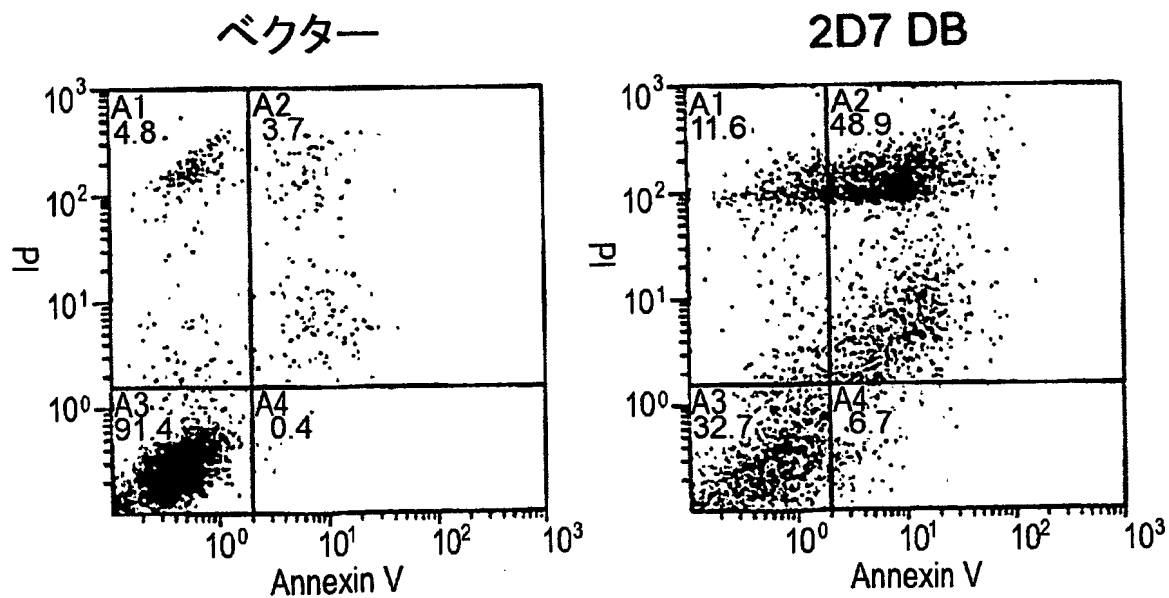 ベクター
10³
A1
4.8
A2
3.7
10²
PI
10¹
10⁰
A3
91.4
A4
0.4
10⁰ 10¹ 10² 10³
Annexin V
2D7 DB
10³
A1
11.6
A2
48.9
10²
PI
10¹
10⁰
A3
32.7
A4
6.7
10⁰ 10¹ 10² 10³
Annexin V